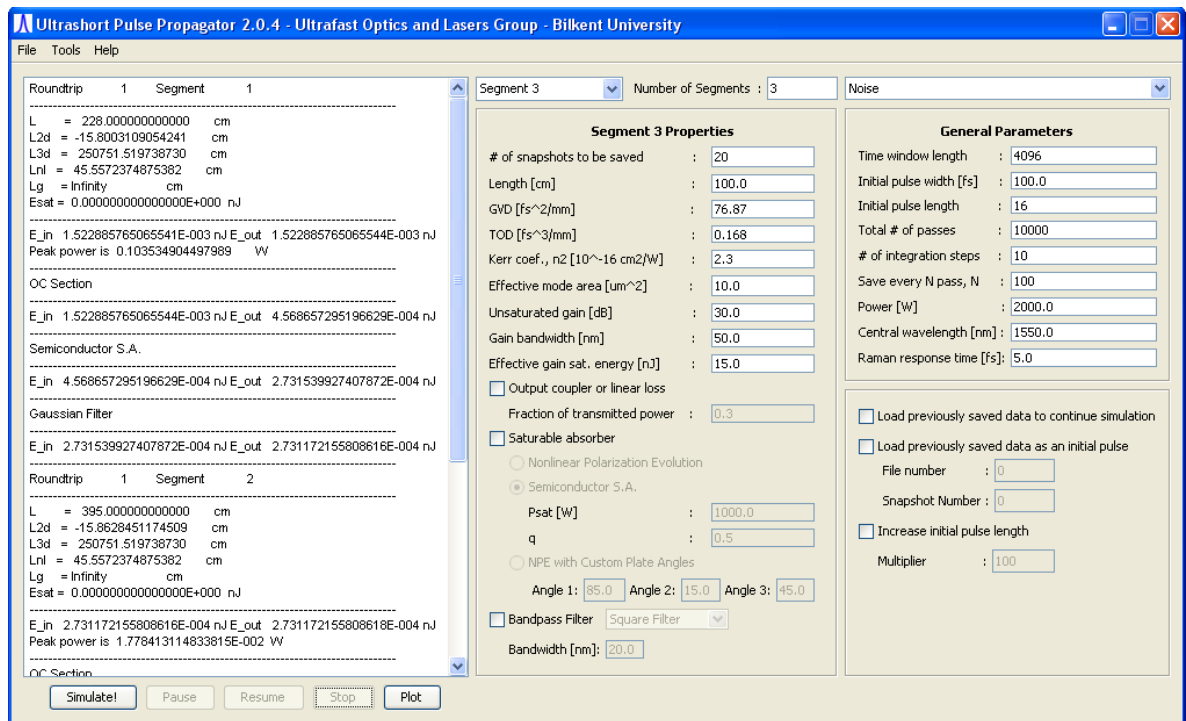 Ultrashort Pulse Propagator 2.0.4 - Ultrafast Optics and Lasers Group - Bilkent University
File Tools Help
Roundtrip 1 Segment 1
--------------------------------------------------------------------------------
L = 228.000000000000 cm
L2d = -15.8003109054241 cm
L3d = 250751.519738730 cm
Lnl = 45.5572374875382 cm
Lg = Infinity cm
Esat = 0.000000000000000E+000 nJ
--------------------------------------------------------------------------------
E_in 1.522885765065541E-003 nJ E_out 1.522885765065544E-003 nJ
Peak power is 0.103534904497989 W
--------------------------------------------------------------------------------
OC Section
--------------------------------------------------------------------------------
E_in 1.522885765065544E-003 nJ E_out 4.568657295196629E-004 nJ
--------------------------------------------------------------------------------
Semiconductor S.A.
--------------------------------------------------------------------------------
E_in 4.568657295196629E-004 nJ E_out 2.731539927407872E-004 nJ
--------------------------------------------------------------------------------
Gaussian Filter
--------------------------------------------------------------------------------
E_in 2.731539927407872E-004 nJ E_out 2.731172155808616E-004 nJ
--------------------------------------------------------------------------------
Roundtrip 1 Segment 2
--------------------------------------------------------------------------------
L = 395.000000000000 cm
L2d = -15.8628451174509 cm
L3d = 250751.519738730 cm
Lnl = 45.5572374875382 cm
Lg = Infinity cm
Esat = 0.000000000000000E+000 nJ
--------------------------------------------------------------------------------
E_in 2.731172155808616E-004 nJ E_out 2.731172155808618E-004 nJ
Peak power is 1.778413114833815E-002 W
--------------------------------------------------------------------------------
OC Section
Simulate! Pause Resume Stop Plot
Segment 3 Number of Segments : 3
Segment 3 Properties
# of snapshots to be saved : 20
Length [cm] : 100.0
GVD [fs^2/mm] : 76.87
TOD [fs^3/mm] : 0.168
Kerr coef., n2 [10^-16 cm2/W] : 2.3
Effective mode area [um^2] : 10.0
Unsaturated gain [dB] : 30.0
Gain bandwidth [nm] : 50.0
Effective gain sat. energy [nJ] : 15.0
Output coupler or linear loss
Fraction of transmitted power : 0.3
Saturable absorber
Nonlinear Polarization Evolution
Semiconductor S.A.
Psat [W] : 1000.0
q : 0.5
NPE with Custom Plate Angles
Angle 1: 85.0 Angle 2: 15.0 Angle 3: 45.0
Bandpass Filter Square Filter
Bandwidth [nm]: 20.0
Noise
General Parameters
Time window length : 4096
Initial pulse width [fs] : 100.0
Initial pulse length : 16
Total # of passes : 10000
# of integration steps : 10
Save every N pass, N : 100
Power [W] : 2000.0
Central wavelength [nm] : 1550.0
Raman response time [fs]: 5.0
Load previously saved data to continue simulation
Load previously saved data as an initial pulse
File number : 0
Snapshot Number : 0
Increase initial pulse length
Multiplier : 100